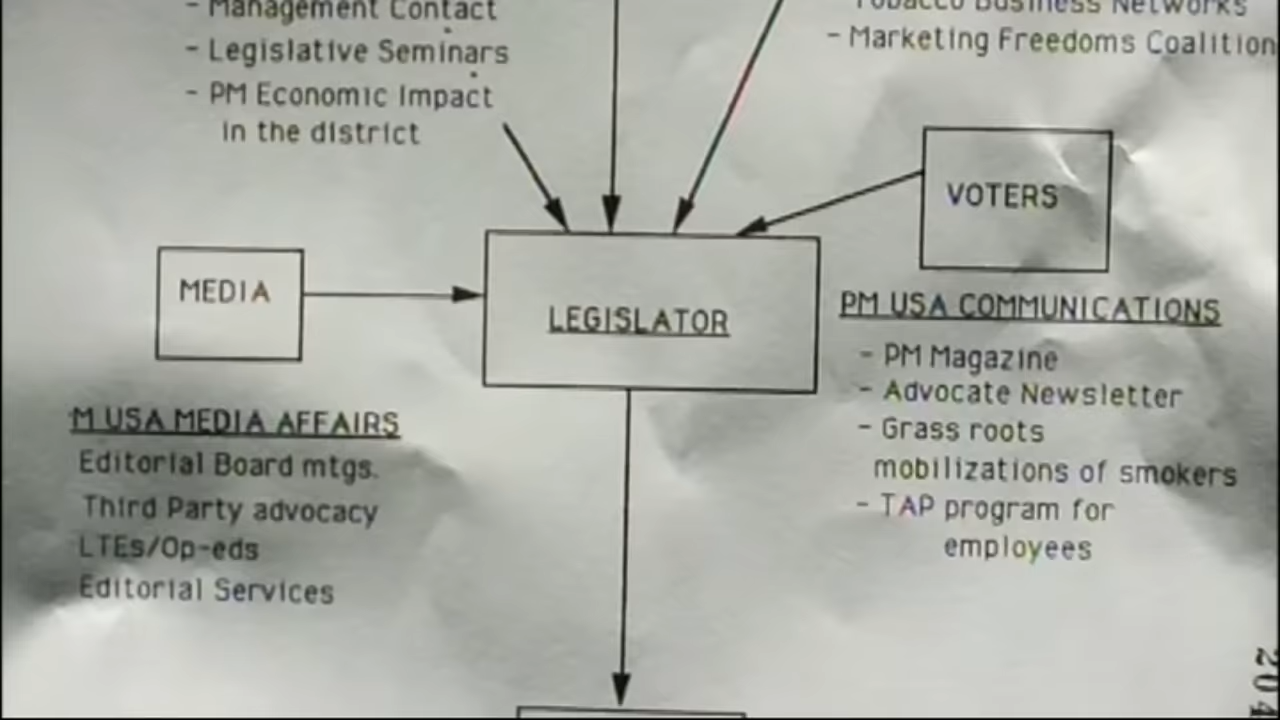 - Management Contact
- Legislative Seminars
- PM Economic Impact
in the district
Tobacco Business Networks
- Marketing Freedoms Coalition
VOTERS
MEDIA
LEGISLATOR
PM USA COMMUNICATIONS
- PM Magazine
- Advocate Newsletter
- Grass roots
mobilizations of smokers
- TAP program for
employees
M USA MEDIA AFFAIRS
Editorial Board mtgs.
Third Party advocacy
LTEs/Op-eds
Editorial Services
204